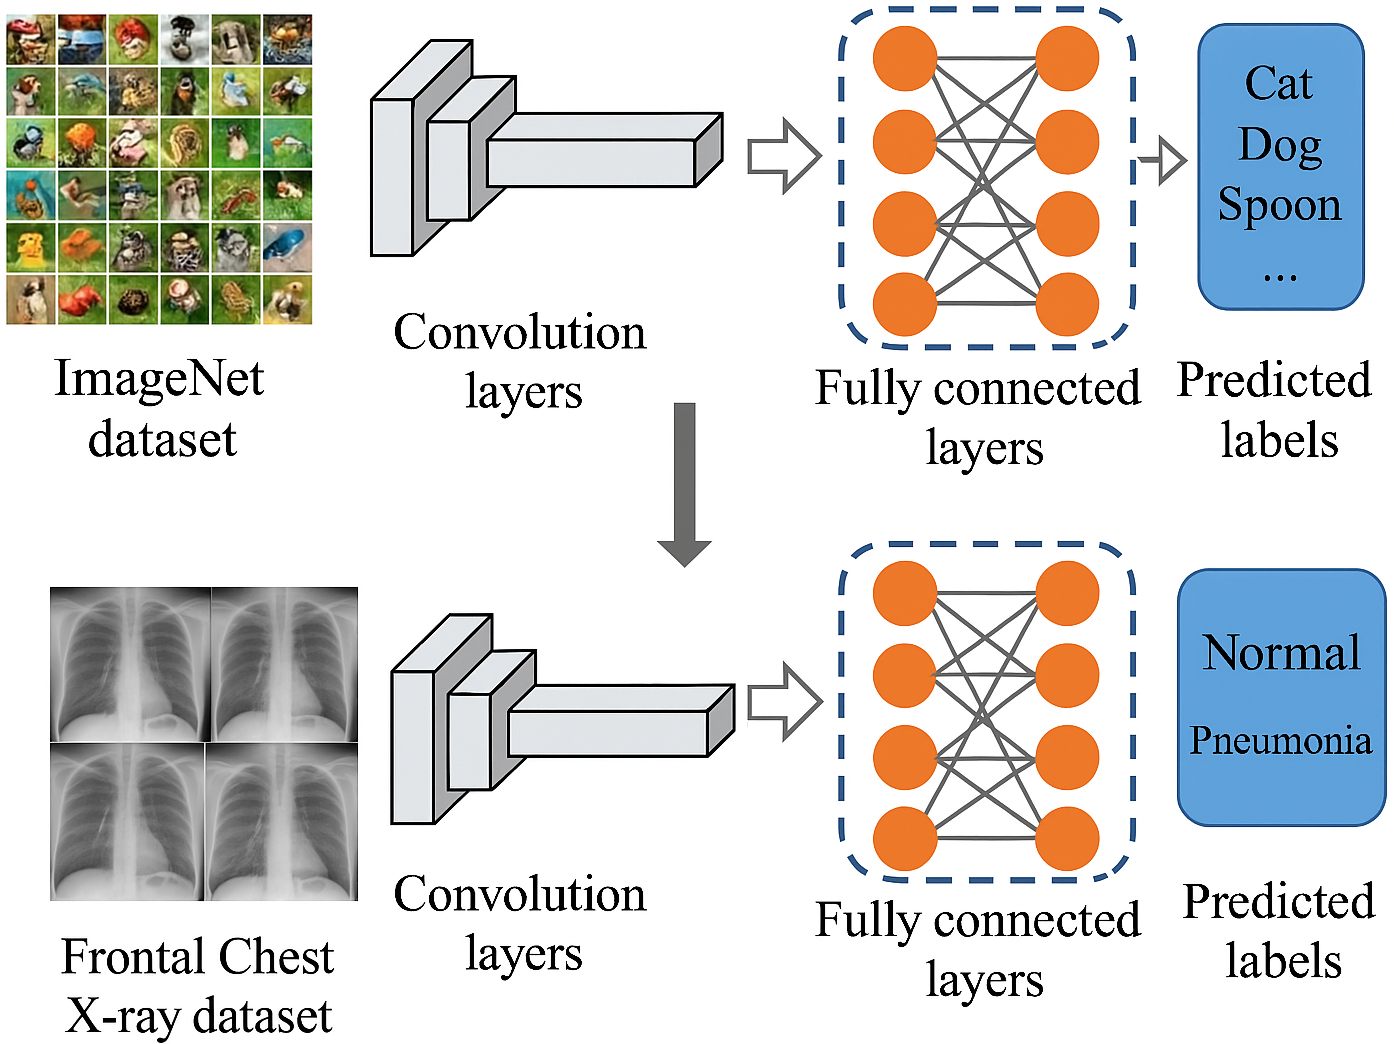 Cat
Dog
Spoon
...
ImageNet
dataset
Convolution
layers
Fully connected
layers
Predicted
labels
Normal
Pneumonia
Frontal Chest
X-ray dataset
Convolution
layers
Fully connected
layers
Predicted
labels